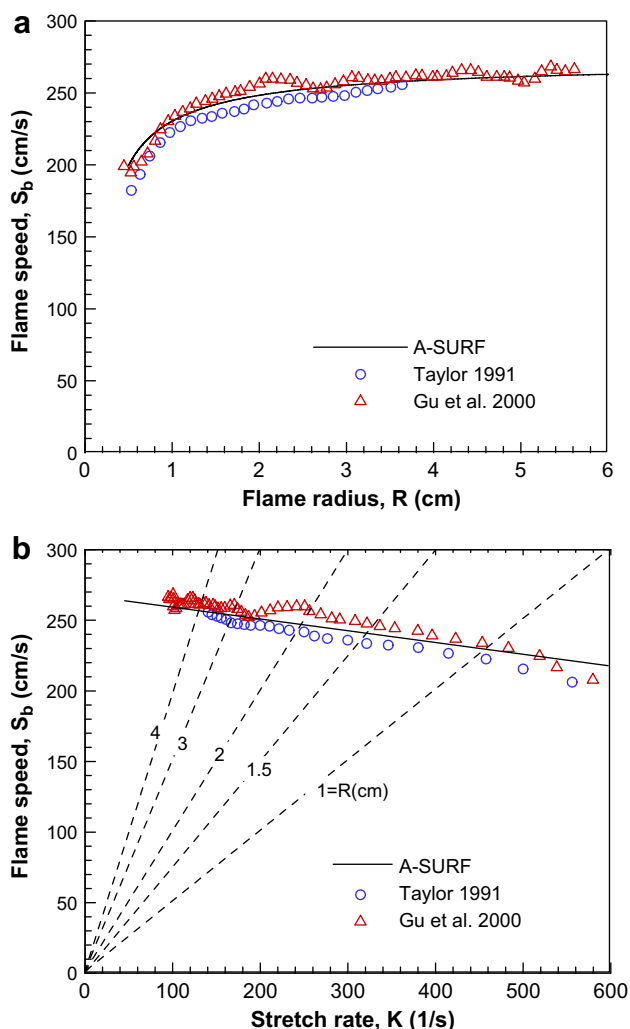 a
300
250
200
150
100
50
0
Flame speed, S_b (cm/s)
A-SURF
Taylor 1991
Gu et al. 2000
0 1 2 3 4 5 6
Flame radius, R (cm)
b
300
250
200
150
100
50
0
Flame speed, S_b (cm/s)
4
3
2
1.5
1=R(cm)
A-SURF
Taylor 1991
Gu et al. 2000
0 100 200 300 400 500 600
Stretch rate, K (1/s)